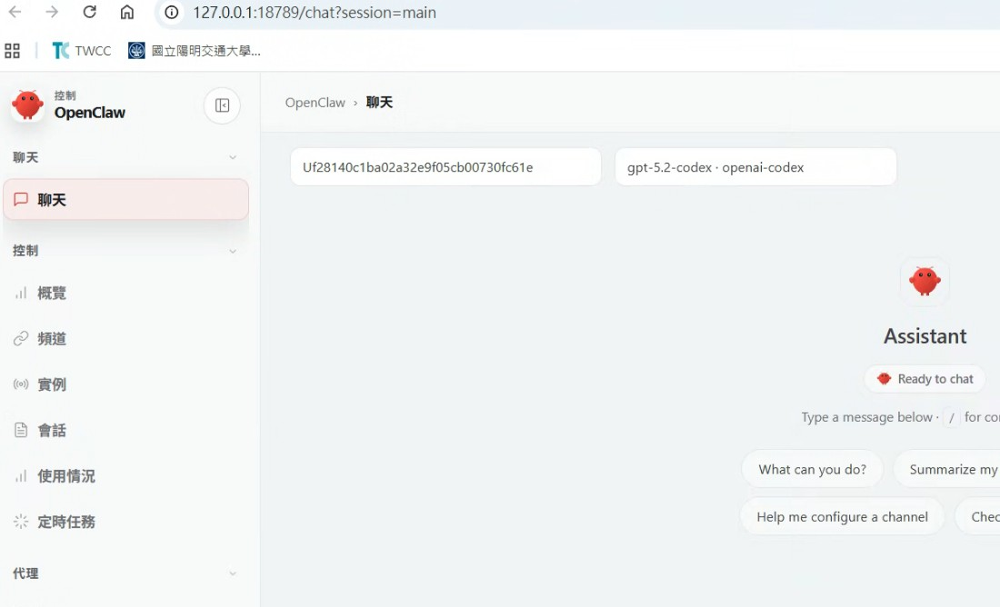 127.0.0.1:18789/chat?session=main
TWCC
國立陽明交通大學...
控制
OpenClaw
聊天
聊天
控制
概覽
頻道
實例
會話
使用情況
定時任務
代理
OpenClaw › 聊天
Uf28140c1ba02a32e9f05cb00730fc61e
gpt-5.2-codex · openai-codex
Assistant
Ready to chat
Type a message below · / for co
What can you do?
Summarize my
Help me configure a channel
Chec